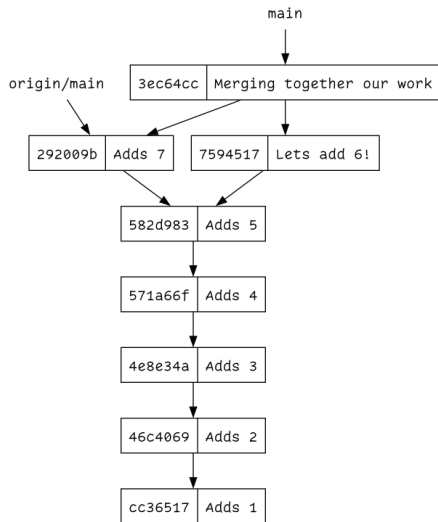 main
origin/main
3ec64cc Merging together our work
292009b Adds 7
7594517 Lets add 6!
582d983 Adds 5
571a66f Adds 4
4e8e34a Adds 3
46c4069 Adds 2
cc36517 Adds 1